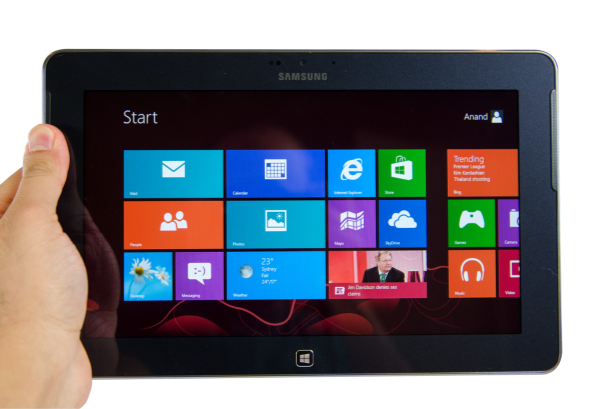 SAMSUNG
Start
Anand
Mail
Calendar
Internet Explorer
Store
Trending
Premier League
Kim Kardashian
Thailand shooting
Bing
People
Photos
Maps
SkyDrive
Games
Camera
Desktop
:-)
Messaging
23°
Sydney
Fair
24°/17°
Weather
Jim Davidson denies sex
claims
Music
Video